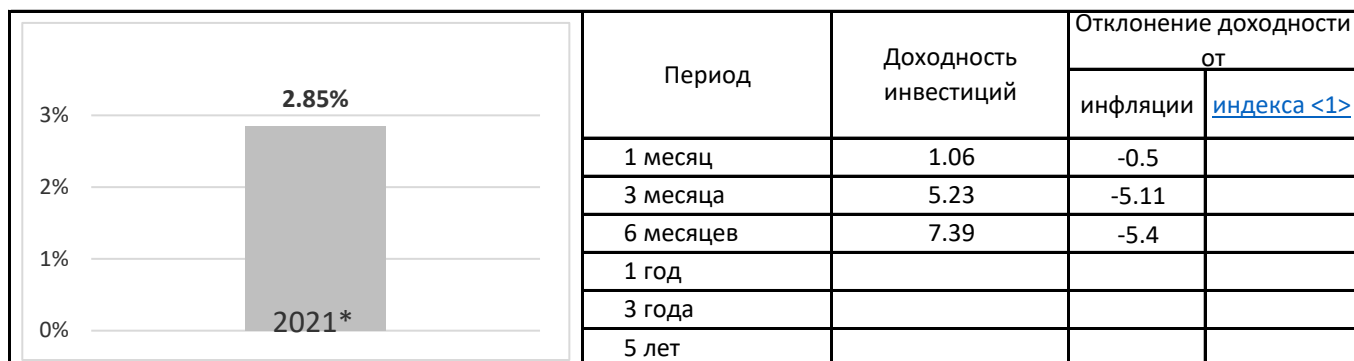 2.85%
3%
2%
1%
0%
2021*
Период
Доходность
инвестиций
Отклонение доходности
от
инфляции
индекса <1>
1 месяц 1.06 -0.5
3 месяца 5.23 -5.11
6 месяцев 7.39 -5.4
1 год
3 года
5 лет